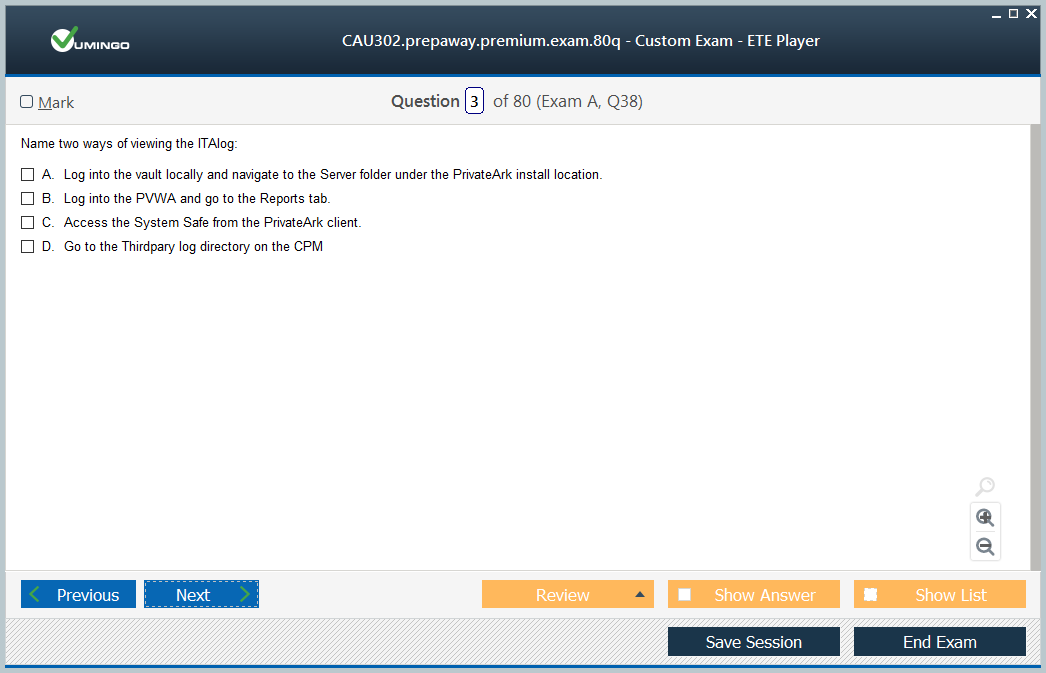 VUMINGO
CAU302.prepaway.premium.exam.80q - Custom Exam - ETE Player
Mark
Question 3 of 80 (Exam A, Q38)
Name two ways of viewing the ITAlog:
A. Log into the vault locally and navigate to the Server folder under the PrivateArk install location.
B. Log into the PVWA and go to the Reports tab.
C. Access the System Safe from the PrivateArk client.
D. Go to the Thirdpary log directory on the CPM
Previous
Next
Review
Show Answer
Show List
Save Session
End Exam